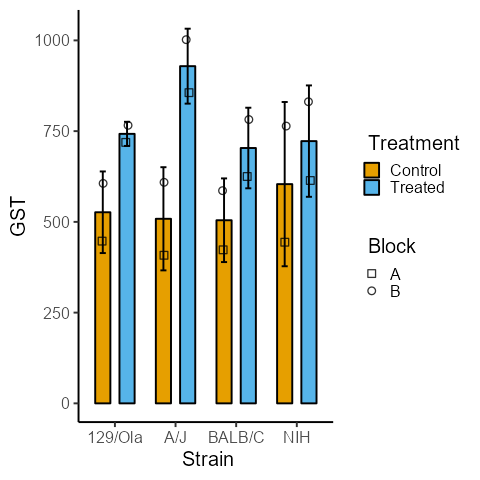 1000
750
500
250
0
GST
129/Ola A/J BALB/C NIH
Strain
Treatment
Control
Treated
Block
A
B